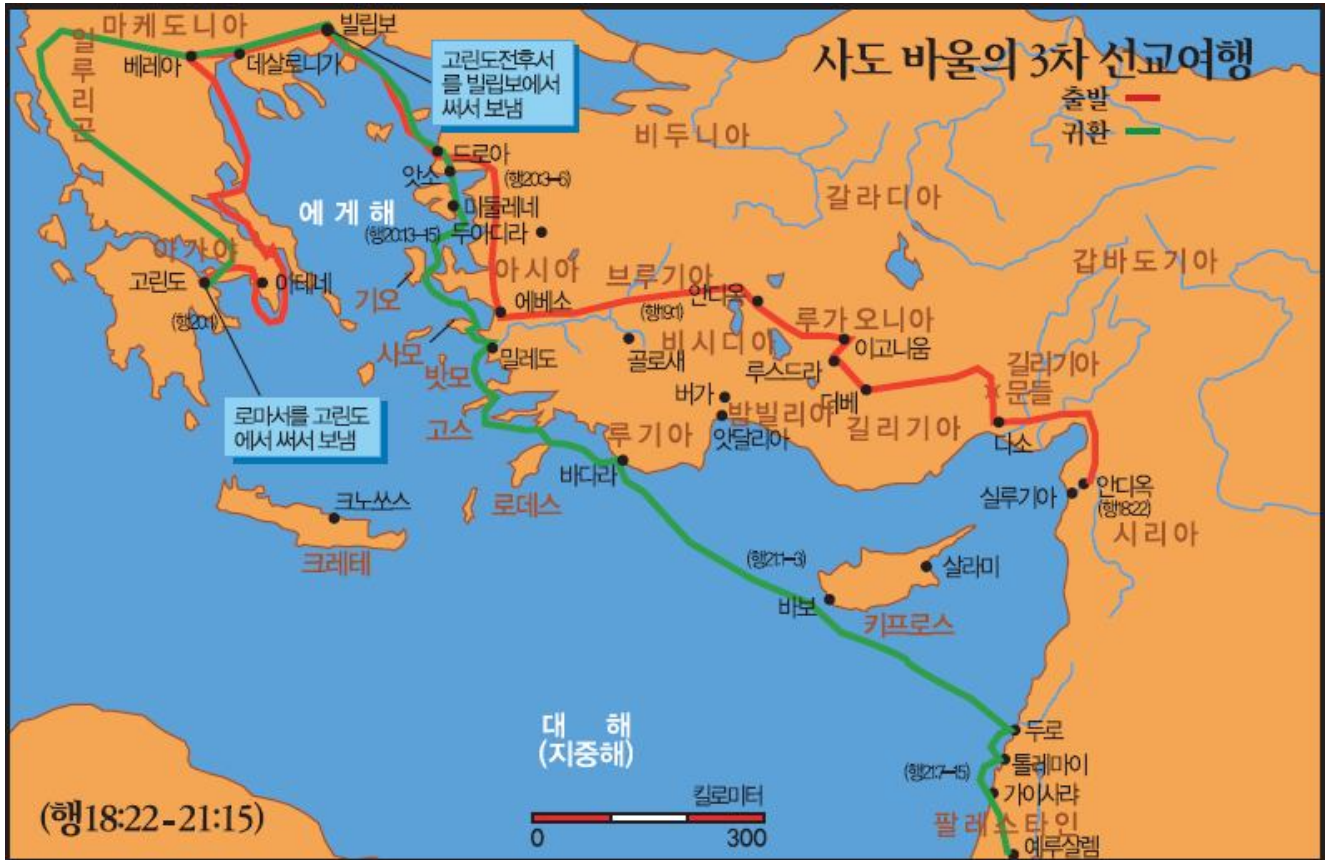 사도 바울의 3차 선교여행
출발
귀환
마케도니아
일루리곤
빌립보
베레아
데살로니가
고린도전후서
를 빌립보에서
써서 보냄
비두니아
드로아
앗소
(행20:3-6)
갈라디아
에게해
미둘레네
(행20:13-15)
두아디라
아가야
고린도
아테네
(행20:1)
기오
아시아
에베소
브루기아
(행19:1)
안디옥
갑바도기아
루가오니아
이고니움
비시디아
루스드라
더베
사모
밀레도
밧모
골로새
버가
밤빌리아
앗달리아
길리기아
길리기아
문들
다소
로마서를 고린도
에서 써서 보냄
고스
루기아
바다라
로데스
실루기아
안디옥
(행18:22)
시리아
크노쏘스
크레테
(행21:1-3)
살라미
바보
키프로스
대 해
(지중해)
두로
톨레마이
(행21:7-15)
가이사랴
팔레스타인
예루살렘
킬로미터
0 300
(행18:22-21:15)